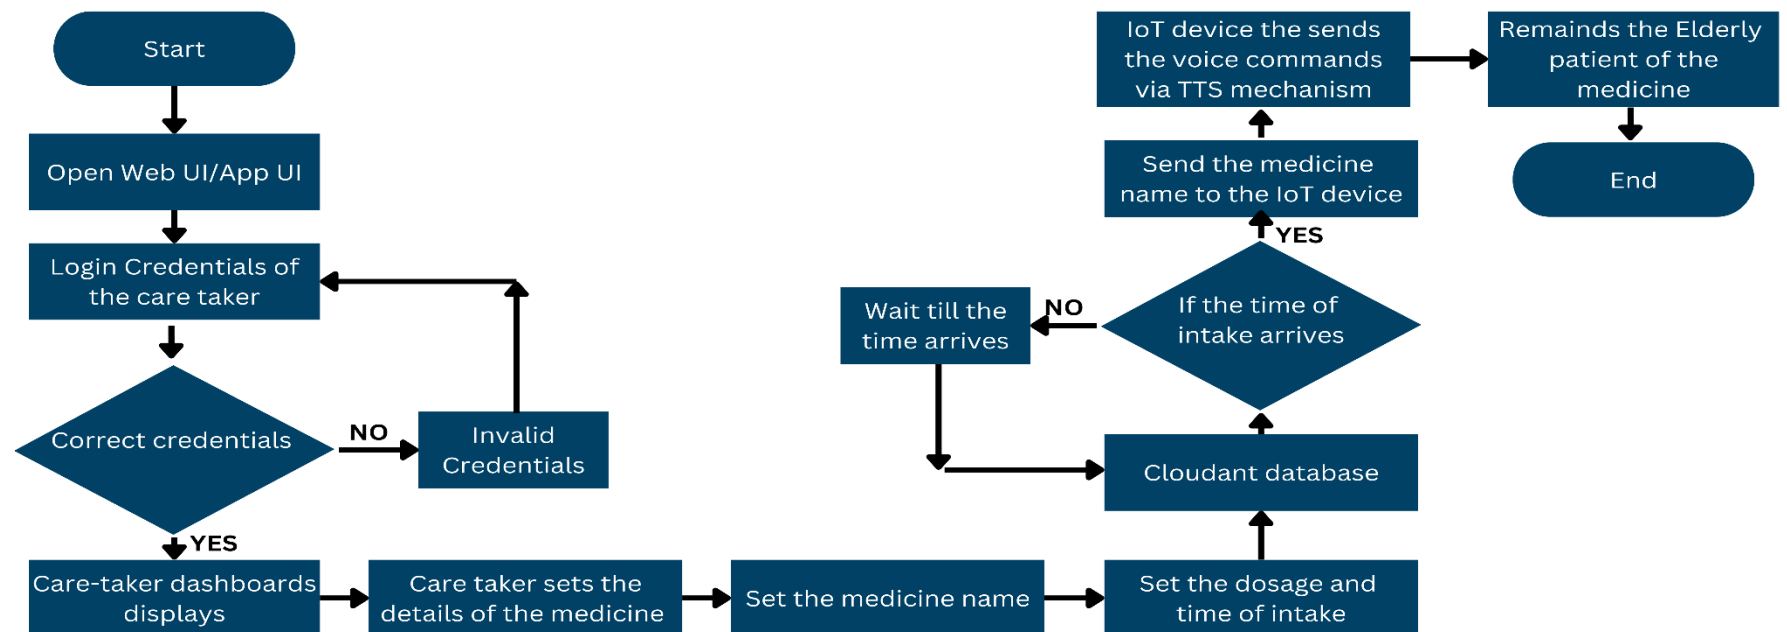 Start
Open Web UI/App UI
Login Credentials of
the care taker
Correct credentials
NO
Invalid
Credentials
YES
Care-taker dashboards
displays
Care taker sets the
details of the medicine
Set the medicine name
Set the dosage and
time of intake
Cloudant database
If the time of
intake arrives
NO
Wait till the
time arrives
YES
Send the medicine
name to the IoT device
IoT device the sends
the voice commands
via TTS mechanism
Remainds the Elderly
patient of the
medicine
End